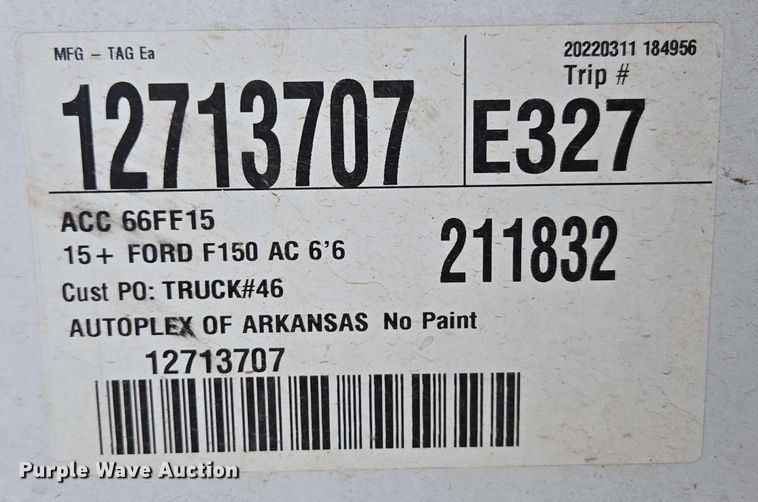 MFG - TAG Ea
20220311 184956
Trip #
12713707
E327
ACC 66FF15
211832
15+ FORD F150 AC 6'6
Cust PO: TRUCK#46
AUTOPLEX OF ARKANSAS No Paint
12713707
Purple Wave Auction